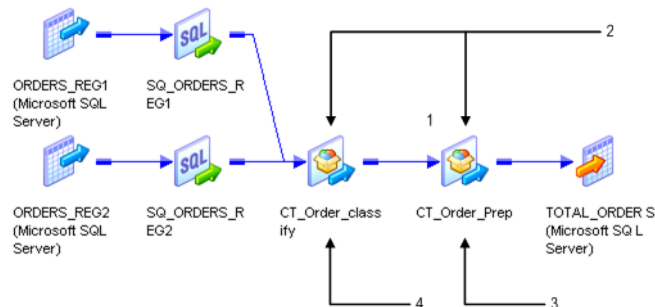 2
SQL
ORDERS_REG1
(Microsoft SQL
Server)
SQ_ORDERS_R
EG1
1
SQL
ORDERS_REG2
(Microsoft SQL
Server)
SQ_ORDERS_R
EG2
CT_Order_class
ify
CT_Order_Prep
TOTAL_ORDER S
(Microsoft SQ L
Server)
4
3